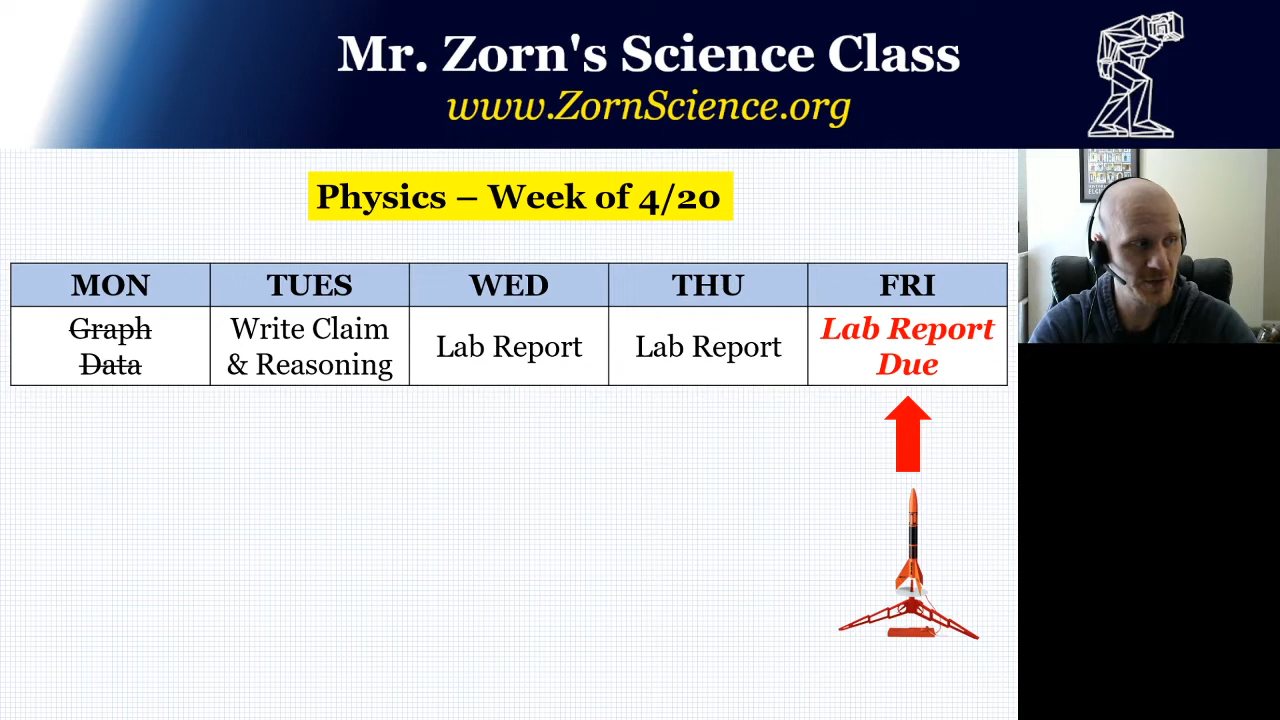 Mr. Zorn's Science Class
www.ZornScience.org
Physics – Week of 4/20
MON
TUES
WED
THU
FRI
Graph
Data
Write Claim
& Reasoning
Lab Report
Lab Report
Lab Report
Due